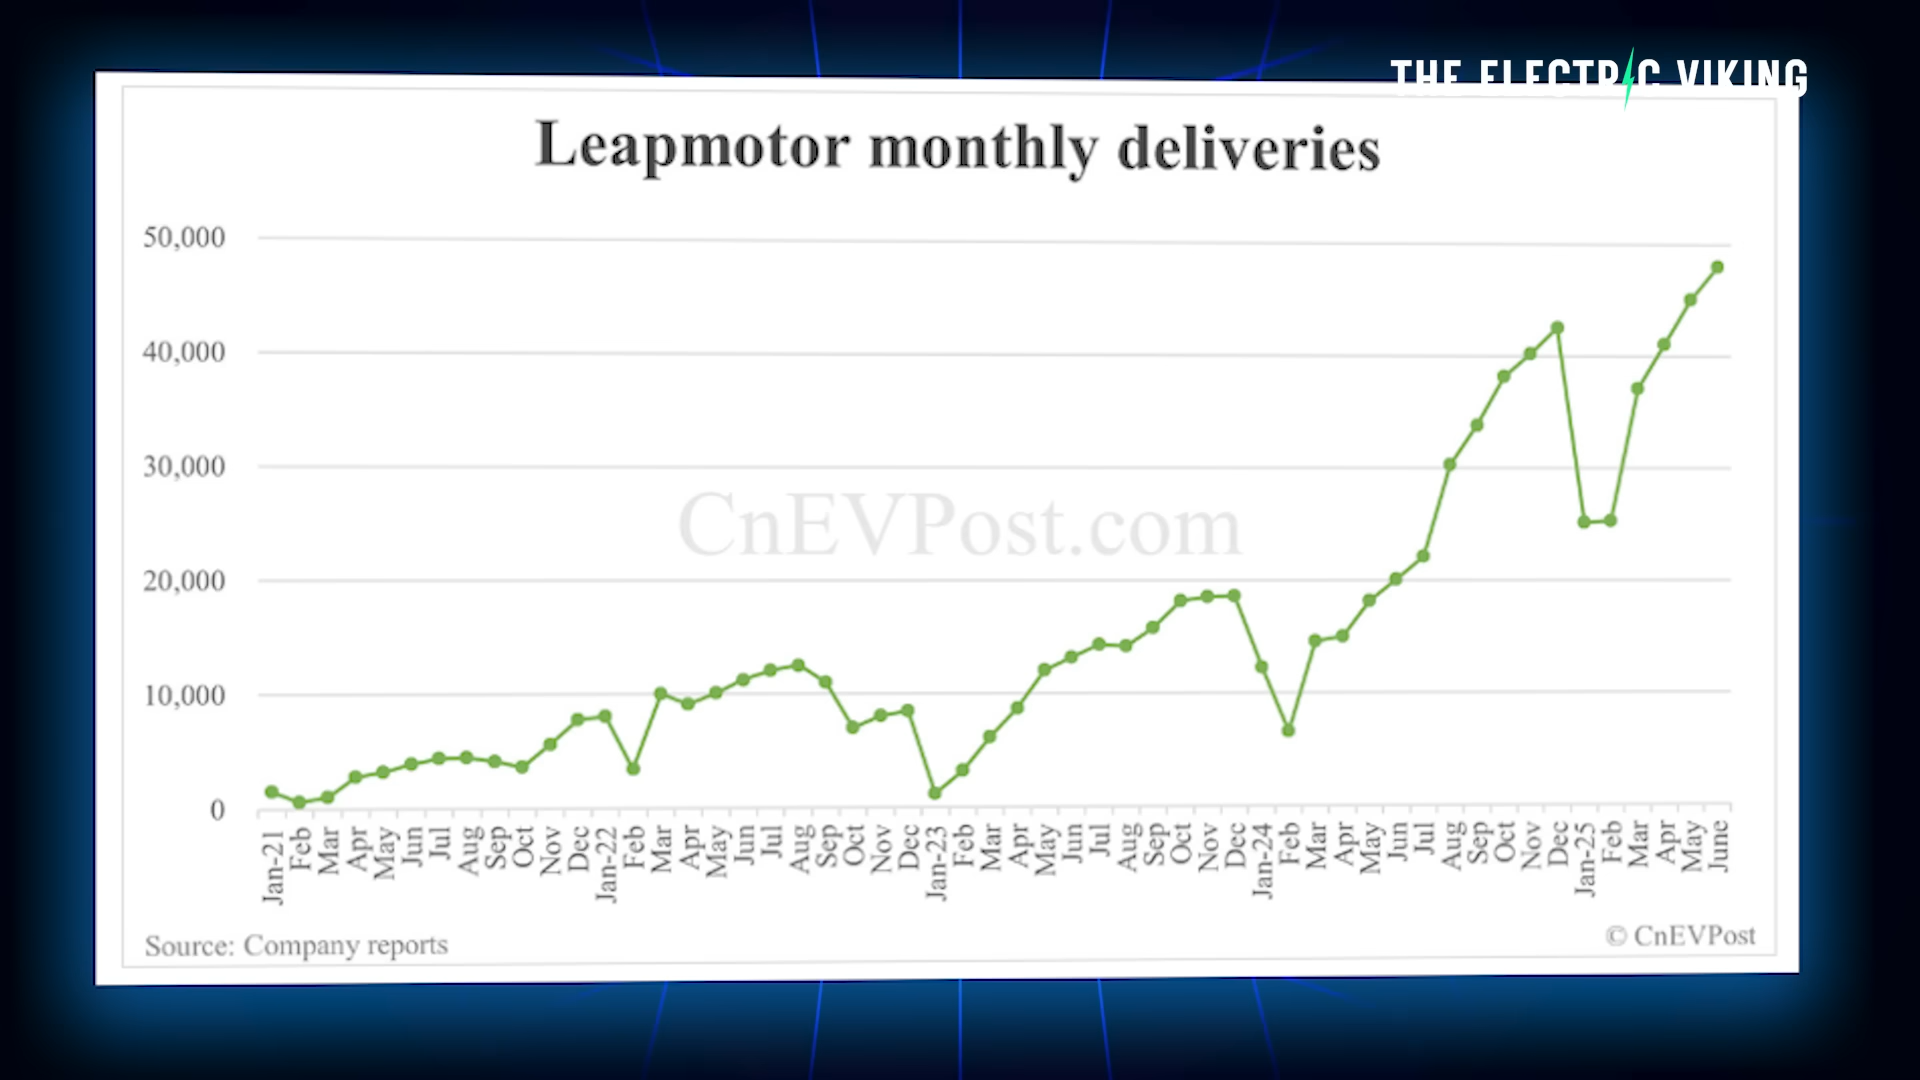 THE ELECTRIC VIKING
Leapmotor monthly deliveries
50,000
40,000
30,000
20,000
10,000
0
CnEVPost.com
Jan-21
Feb
Mar
Apr
May
Jun
Jul
Aug
Sep
Oct
Nov
Dec
Jan-22
Feb
Mar
Apr
May
Jun
Jul
Aug
Sep
Oct
Nov
Dec
Jan-23
Feb
Mar
Apr
May
Jun
Jul
Aug
Sep
Oct
Nov
Dec
Jan-24
Feb
Mar
Apr
May
Jun
Jul
Aug
Sep
Oct
Nov
Dec
Jan-25
Feb
Mar
Apr
May
June
Source: Company reports
© CnEVPost